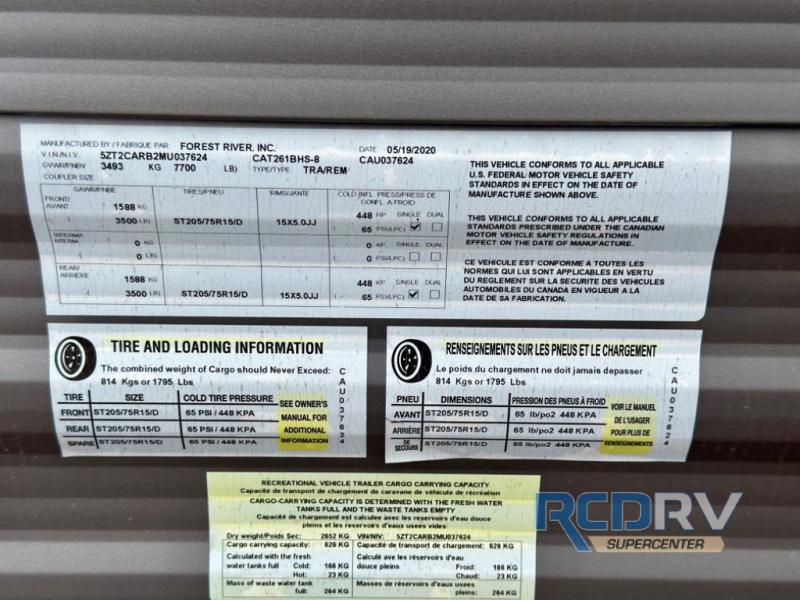 MANUFACTURED BY / FABRIQUE PAR: FOREST RIVER, INC. DATE 05/19/2020
V.I.N/N.I.V. 5ZT2CARB2MU037624 CAT261BHS-8 CAU037624
GVWR/PNBV 3493 KG 7700 LB) TYPE/TYPE: TRA/REM
COUPLER SIZE:
GAWR/PNBE TIRES/PNEU RIMS/JANTE COLD INFL. PRESS/PRESS DE GONFL A FROID
FRONT/ AVANT 1588 KG 448 KP SINGLE DUAL
( 3500 LB) ST205/75R15/D 15X5.0JJ ( 65 PSI/LPC)
INTERM/ INTERM. 0 KG 0 KP SINGLE DUAL
( 0 LB) ( 0 PSI/LPC)
REAR/ ARRIÈRE 1588 KG 448 KP SINGLE DUAL
( 3500 LB) ST205/75R15/D 15X5.0JJ ( 65 PSI/LPC)
THIS VEHICLE CONFORMS TO ALL APPLICABLE
U.S. FEDERAL MOTOR VEHICLE SAFETY
STANDARDS IN EFFECT ON THE DATE OF
MANUFACTURE SHOWN ABOVE.
THIS VEHICLE CONFORMS TO ALL APPLICABLE
STANDARDS PRESCRIBED UNDER THE CANADIAN
MOTOR VEHICLE SAFETY REGULATIONS IN
EFFECT ON THE DATE OF MANUFACTURE.
CE VÉHICULE EST CONFORME A TOUTES LES
NORMES QUI LUI SONT APPLICABLES EN VERTU
DU REGLEMENT SUR LA SECURITE DES VEHICULES
AUTOMOBILES DU CANADA EN VIGUEUR A LA
DATE DE SA FABRICATION.
TIRE AND LOADING INFORMATION
The combined weight of Cargo should Never Exceed:
814 Kgs or 1795 Lbs
TIRE SIZE COLD TIRE PRESSURE
FRONT ST205/75R15/D 65 PSI / 448 KPA
REAR ST205/75R15/D 65 PSI / 448 KPA
SPARE ST205/75R15/D 65 PSI / 448 KPA
SEE OWNER'S
MANUAL FOR
ADDITIONAL
INFORMATION
CAU037624
RENSEIGNEMENTS SUR LES PNEUS ET LE CHARGEMENT
Le poids du chargement ne doit jamais depasser
814 Kgs or 1795 Lbs
PNEU DIMENSIONS PRESSION DES PNEUS À FROID
AVANT ST205/75R15/D 65 lb/po2 448 KPA
ARRIÈRE ST205/75R15/D 65 lb/po2 448 KPA
DE SECOURS ST205/75R15/D 65 lb/po2 448 KPA
VOIR LE MANUEL
DE L'USAGER
POUR PLUS DE
RENSEIGNEMENTS
CAU037624
RECREATIONAL VEHICLE TRAILER CARGO CARRYING CAPACITY
Capacite de transport de chargement de caravane de véhicule de récréation
CARGO-CARRYING CAPACITY IS DETERMINED WITH THE FRESH WATER
TANKS FULL AND THE WASTE TANKS EMPTY
Capacite de chargement est calculee avec les reservoirs d'eau douce
pleins et les reservoirs d'eaux usees vides
Dry weight/Poids Sec: 2652 KG VIN/NIV: 5ZT2CARB2MU037624
Cargo carrying capacity: 626 KG Capacite de transport de chargement: 626 KG
Calculated with the fresh water tanks full Cold: 166 KG Calculé ave les réservoirs d'eau douce pleins Froid: 166 KG
Hot: 23 KG Chaud: 23 KG
Mass of waste water tank full: 264 KG Masses de réservoirs d'eaux usées pleins: 264 KG
RCDRV
SUPERCENTER